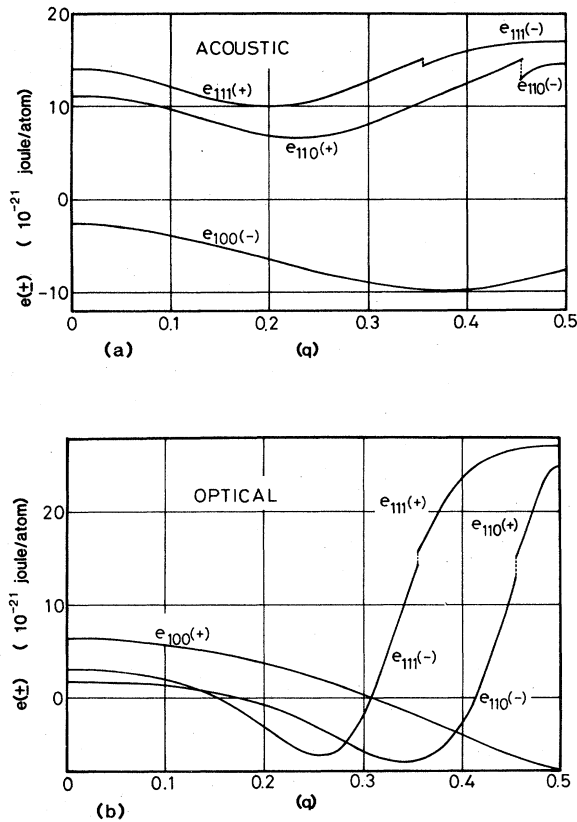 20
ACOUSTIC
e111(-)
e111(+)
10
e110(-)
e110(+)
0
e100(-)
-10
e(±) ( 10-21 joule/atom)
0 0.1 0.2 0.3 0.4 0.5
(a) (q)
OPTICAL
20
e111(+)
e110(+)
10
e100(+)
e111(-)
0
e110(-)
e(±) ( 10-21 joule/atom)
0 0.1 0.2 0.3 0.4 0.5
(b) (q)